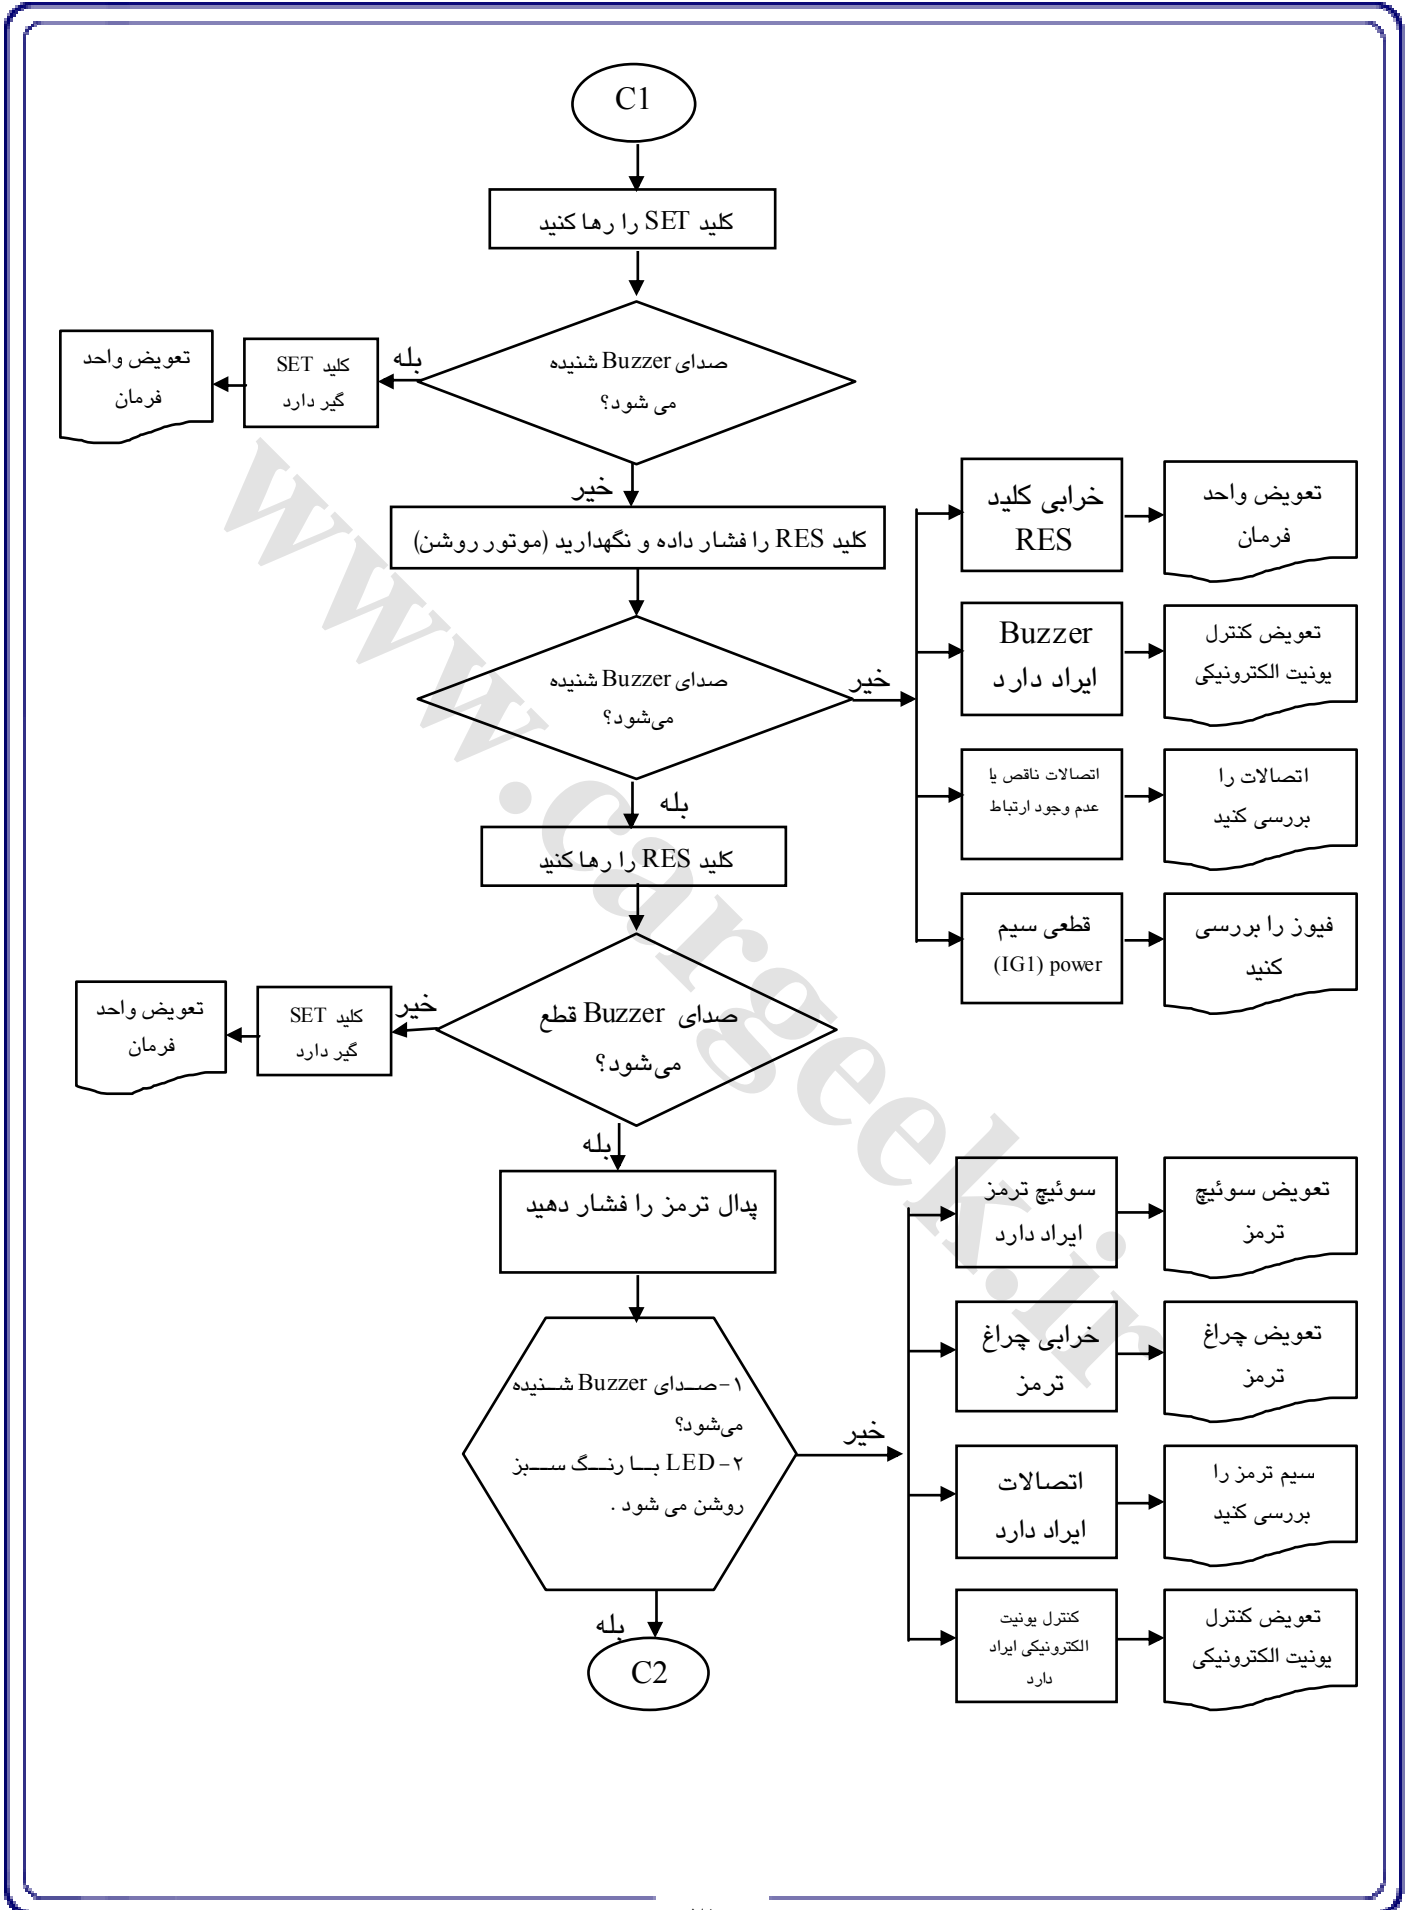 C1
کلید SET را رها کنید
صدای Buzzer شنیده
می شود؟
بله
کلید SET
گیر دارد
تعویض واحد
فرمان
خیر
کلید RES را فشار داده و نگهدارید (موتور روشن)
صدای Buzzer شنیده
می‌شود؟
خیر
خرابی کلید
RES
تعویض واحد
فرمان
Buzzer
ایراد دارد
تعویض کنترل
یونیت الکترونیکی
اتصالات ناقص یا
عدم وجود ارتباط
اتصالات را
بررسی کنید
قطعی سیم
(IG1) power
فیوز را بررسی
کنید
بله
کلید RES را رها کنید
صدای Buzzer قطع
می‌شود؟
خیر
کلید SET
گیر دارد
تعویض واحد
فرمان
بله
پدال ترمز را فشار دهید
۱- صدای Buzzer شنیده
می‌شود؟
۲- LED با رنگ سبز
روشن می شود .
خیر
سوئیچ ترمز
ایراد دارد
تعویض سوئیچ
ترمز
خرابی چراغ
ترمز
تعویض چراغ
ترمز
اتصالات
ایراد دارد
سیم ترمز را
بررسی کنید
کنترل یونیت
الکترونیکی ایراد
دارد
تعویض کنترل
یونیت الکترونیکی
بله
C2
www.cargeek.ir